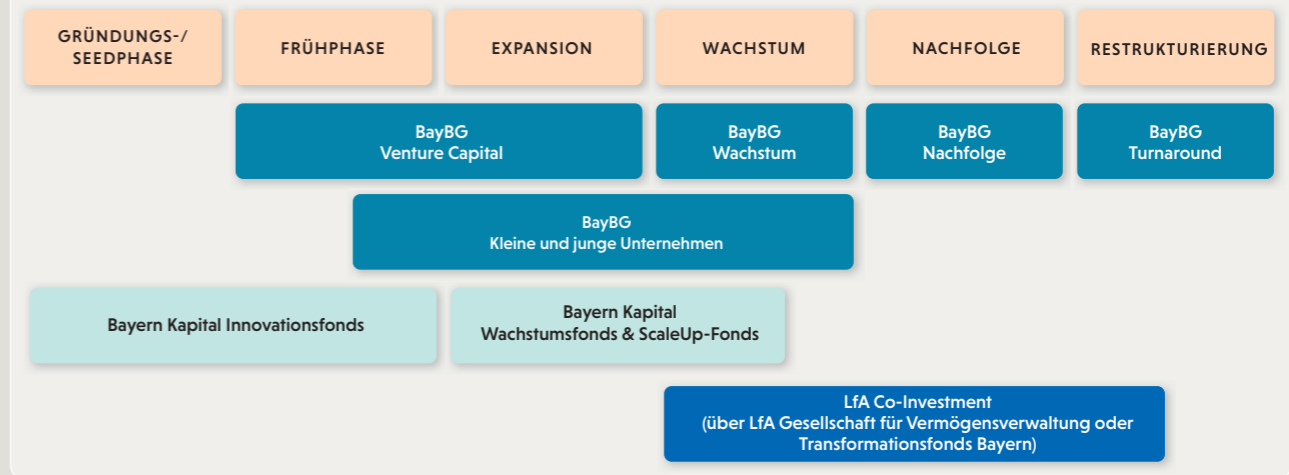 GRÜNDUNGS-/
SEEDPHASE
FRÜHPHASE
EXPANSION
WACHSTUM
NACHFOLGE
RESTRUKTURIERUNG
BayBG
Venture Capital
BayBG
Wachstum
BayBG
Nachfolge
BayBG
Turnaround
BayBG
Kleine und junge Unternehmen
Bayern Kapital Innovationsfonds
Bayern Kapital
Wachstumsfonds & ScaleUp-Fonds
LfA Co-Investment
(über LfA Gesellschaft für Vermögensverwaltung oder
Transformationsfonds Bayern)